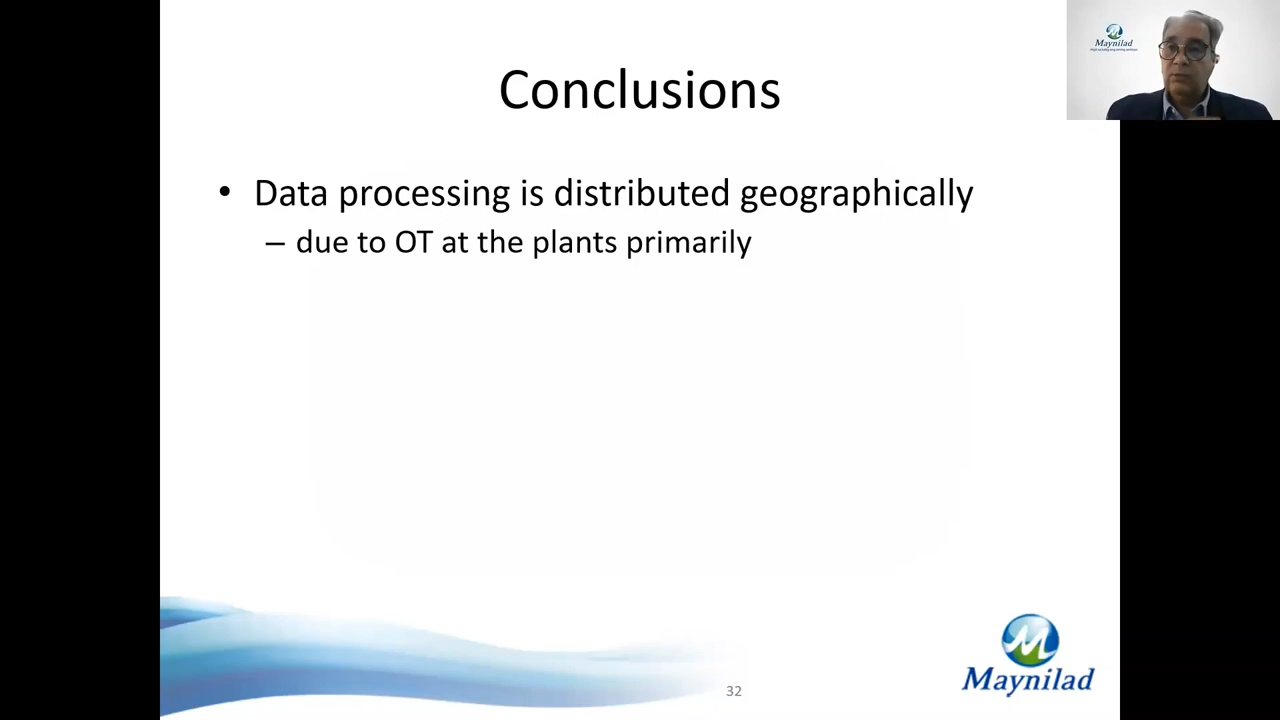 Conclusions
Maynilad
• Data processing is distributed geographically
– due to OT at the plants primarily
32
Maynilad